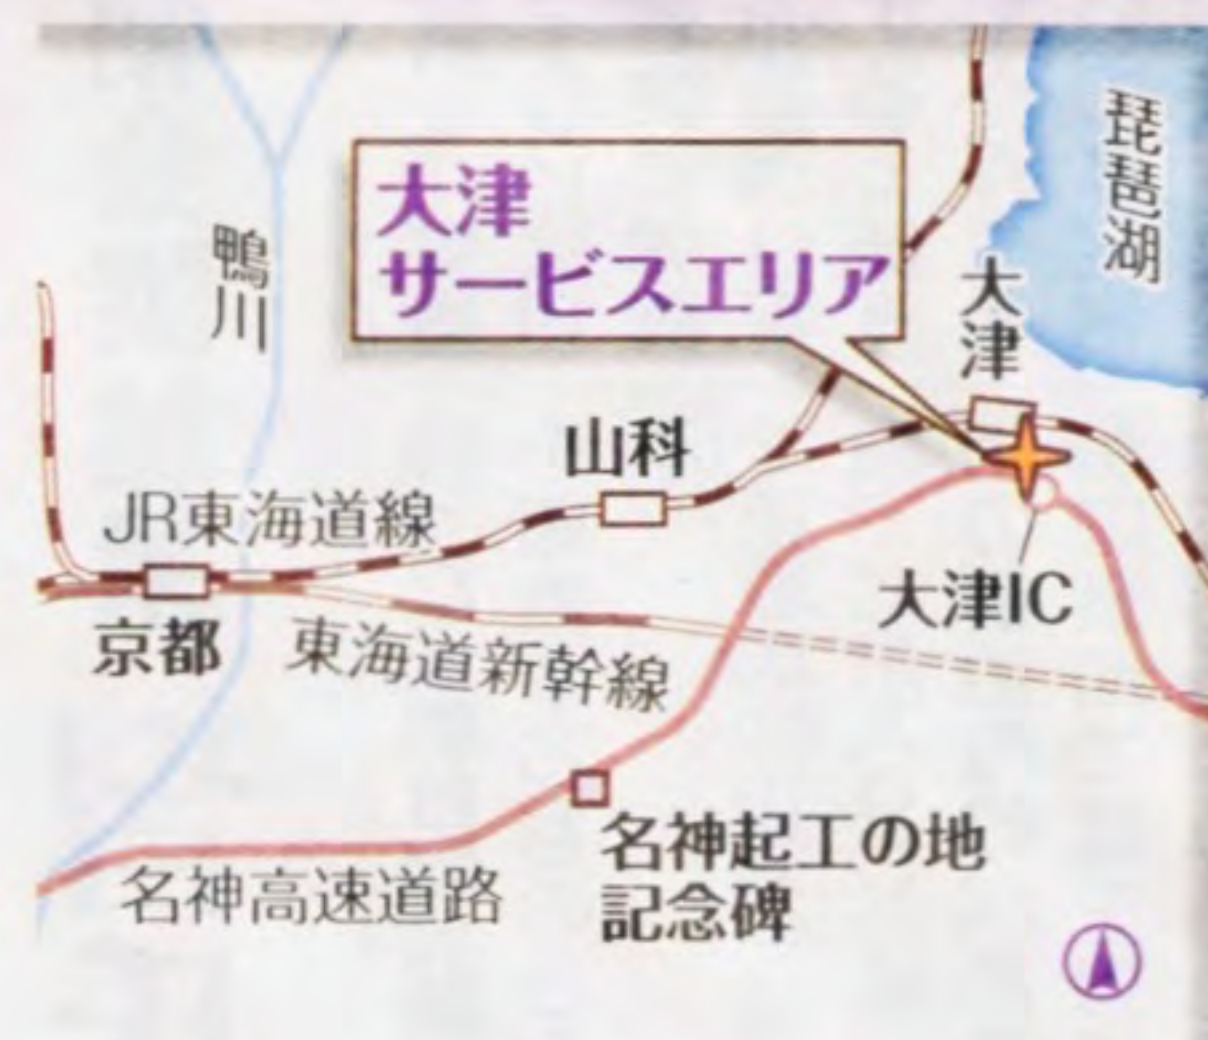 琵琶湖
大津
サービスエリア
鴨川
大津
山科
JR東海道線
大津IC
京都
東海道新幹線
名神起工の地
記念碑
名神高速道路